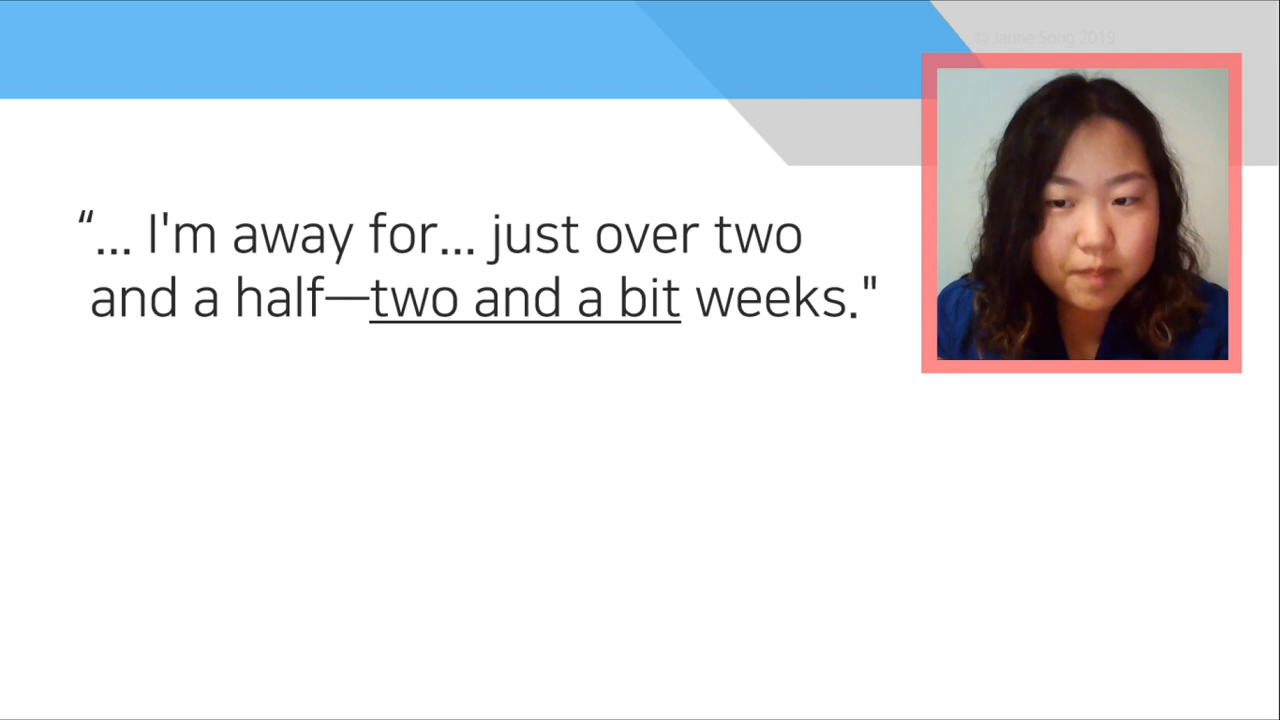 © Janne Song 2019
“... I'm away for... just over two
and a half—two and a bit weeks."